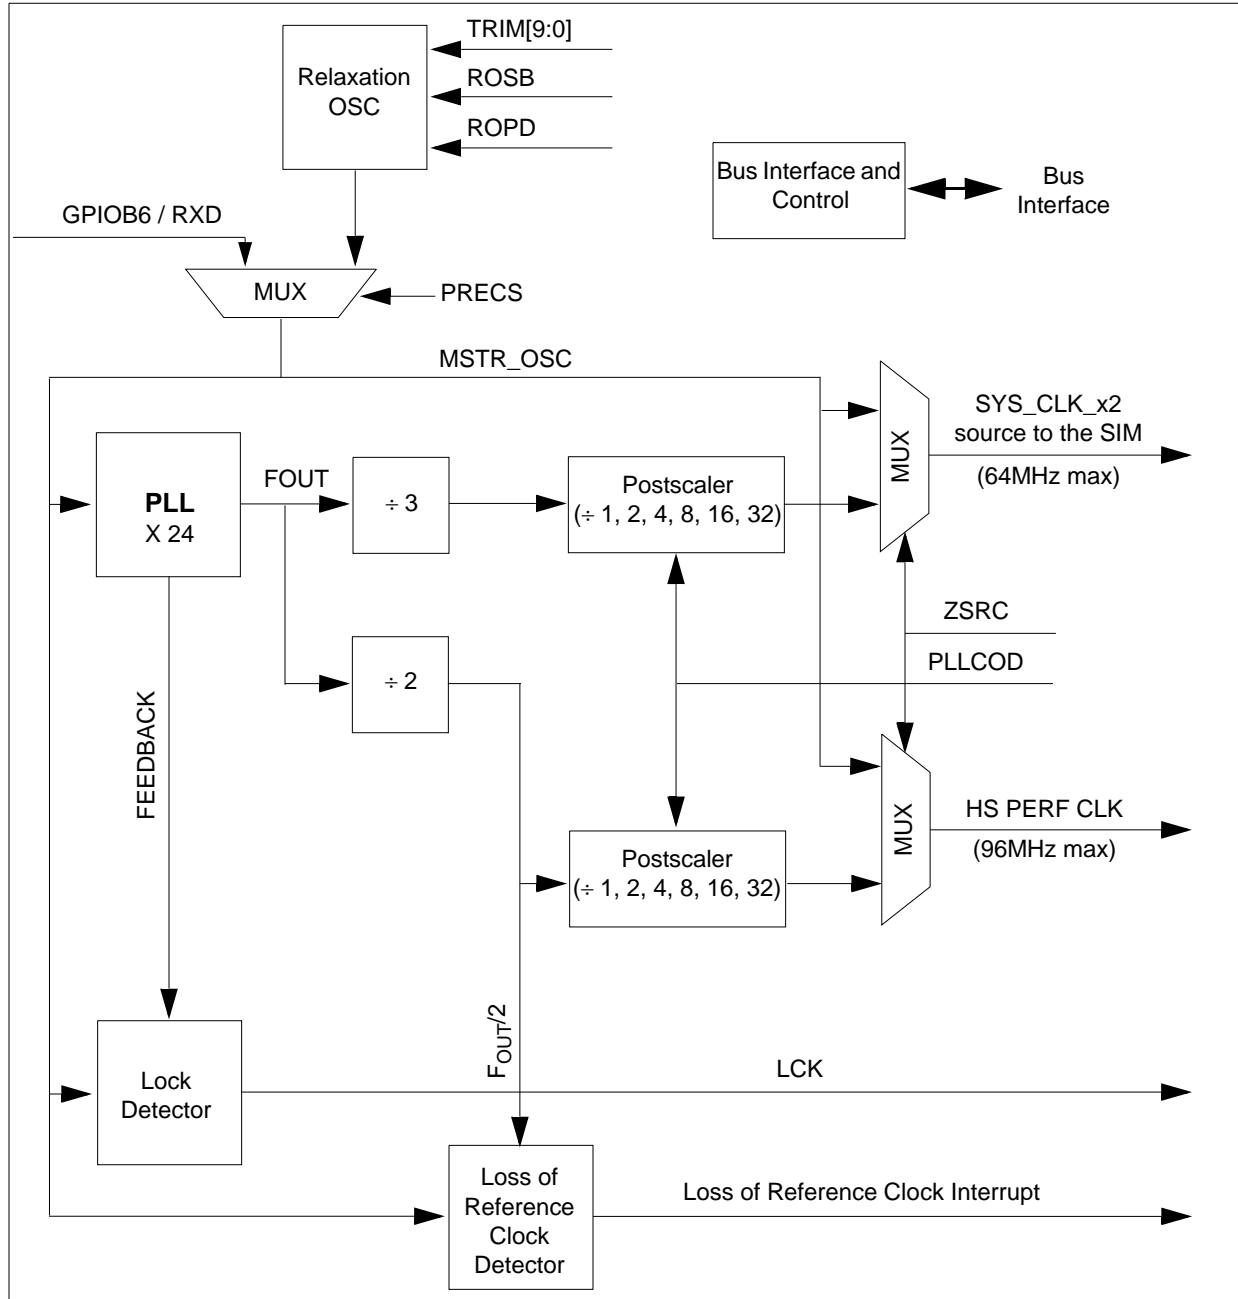 TRIM[9:0]
Relaxation
OSC
ROSB
ROPD
Bus Interface and
Control
Bus
Interface
GPIOB6 / RXD
MUX
PRECS
MSTR_OSC
SYS_CLK_x2
source to the SIM
(64MHz max)
MUX
PLL
X 24
FOUT
÷ 3
Postscaler
(÷ 1, 2, 4, 8, 16, 32)
ZSRC
PLLCOD
÷ 2
FEEDBACK
MUX
HS PERF CLK
(96MHz max)
Postscaler
(÷ 1, 2, 4, 8, 16, 32)
FOUT/2
Lock
Detector
LCK
Loss of
Reference
Clock
Detector
Loss of Reference Clock Interrupt